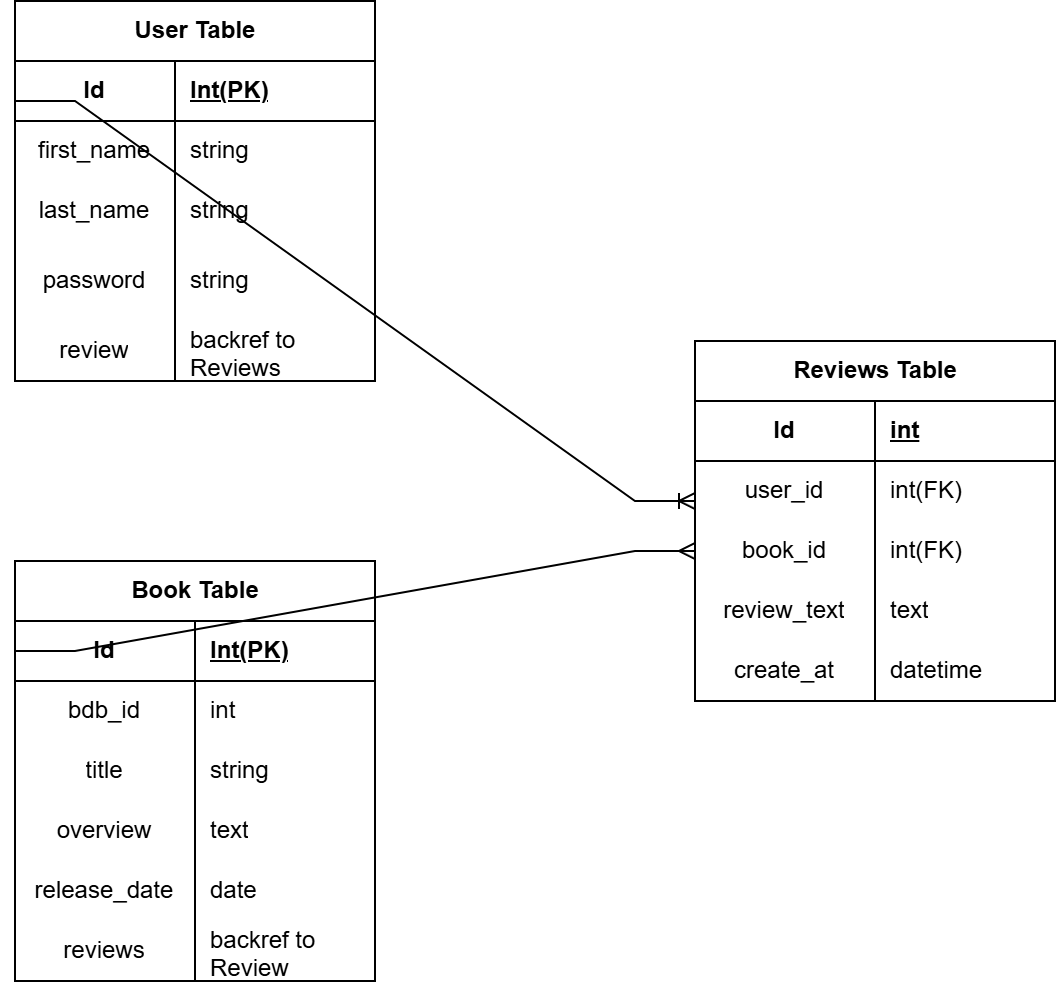 User Table
Id Int(PK)
first_name string
last_name string
password string
review backref to
Reviews
Reviews Table
Id int
user_id int(FK)
book_id int(FK)
review_text text
create_at datetime
Book Table
Id Int(PK)
bdb_id int
title string
overview text
release_date date
reviews backref to
Review